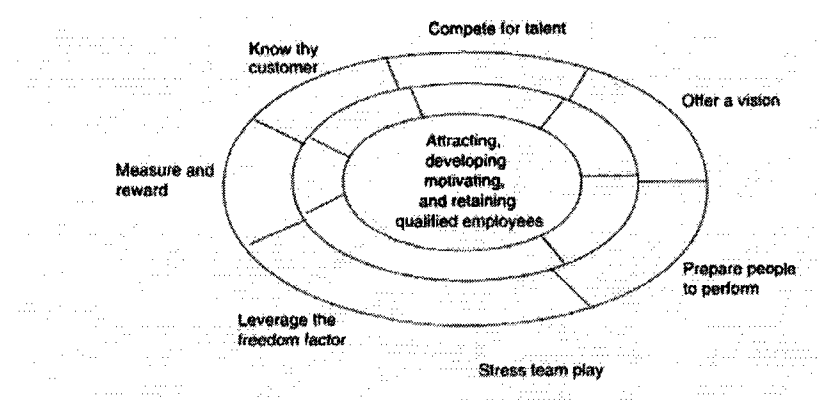 Compete for talent
Know thy
customer
Offer a vision
Attracting,
developing
motivating,
and retaining
qualified employees
Measure and
reward
Prepare people
to perform
Leverage the
freedom factor
Stress team play